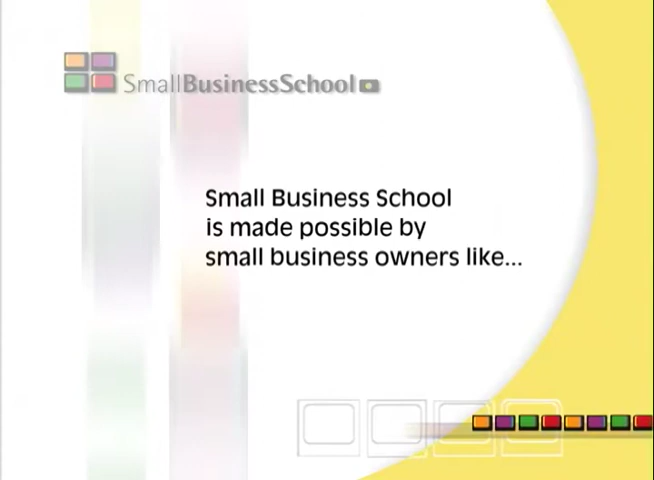 SmallBusinessSchool
Small Business School
is made possible by
small business owners like...